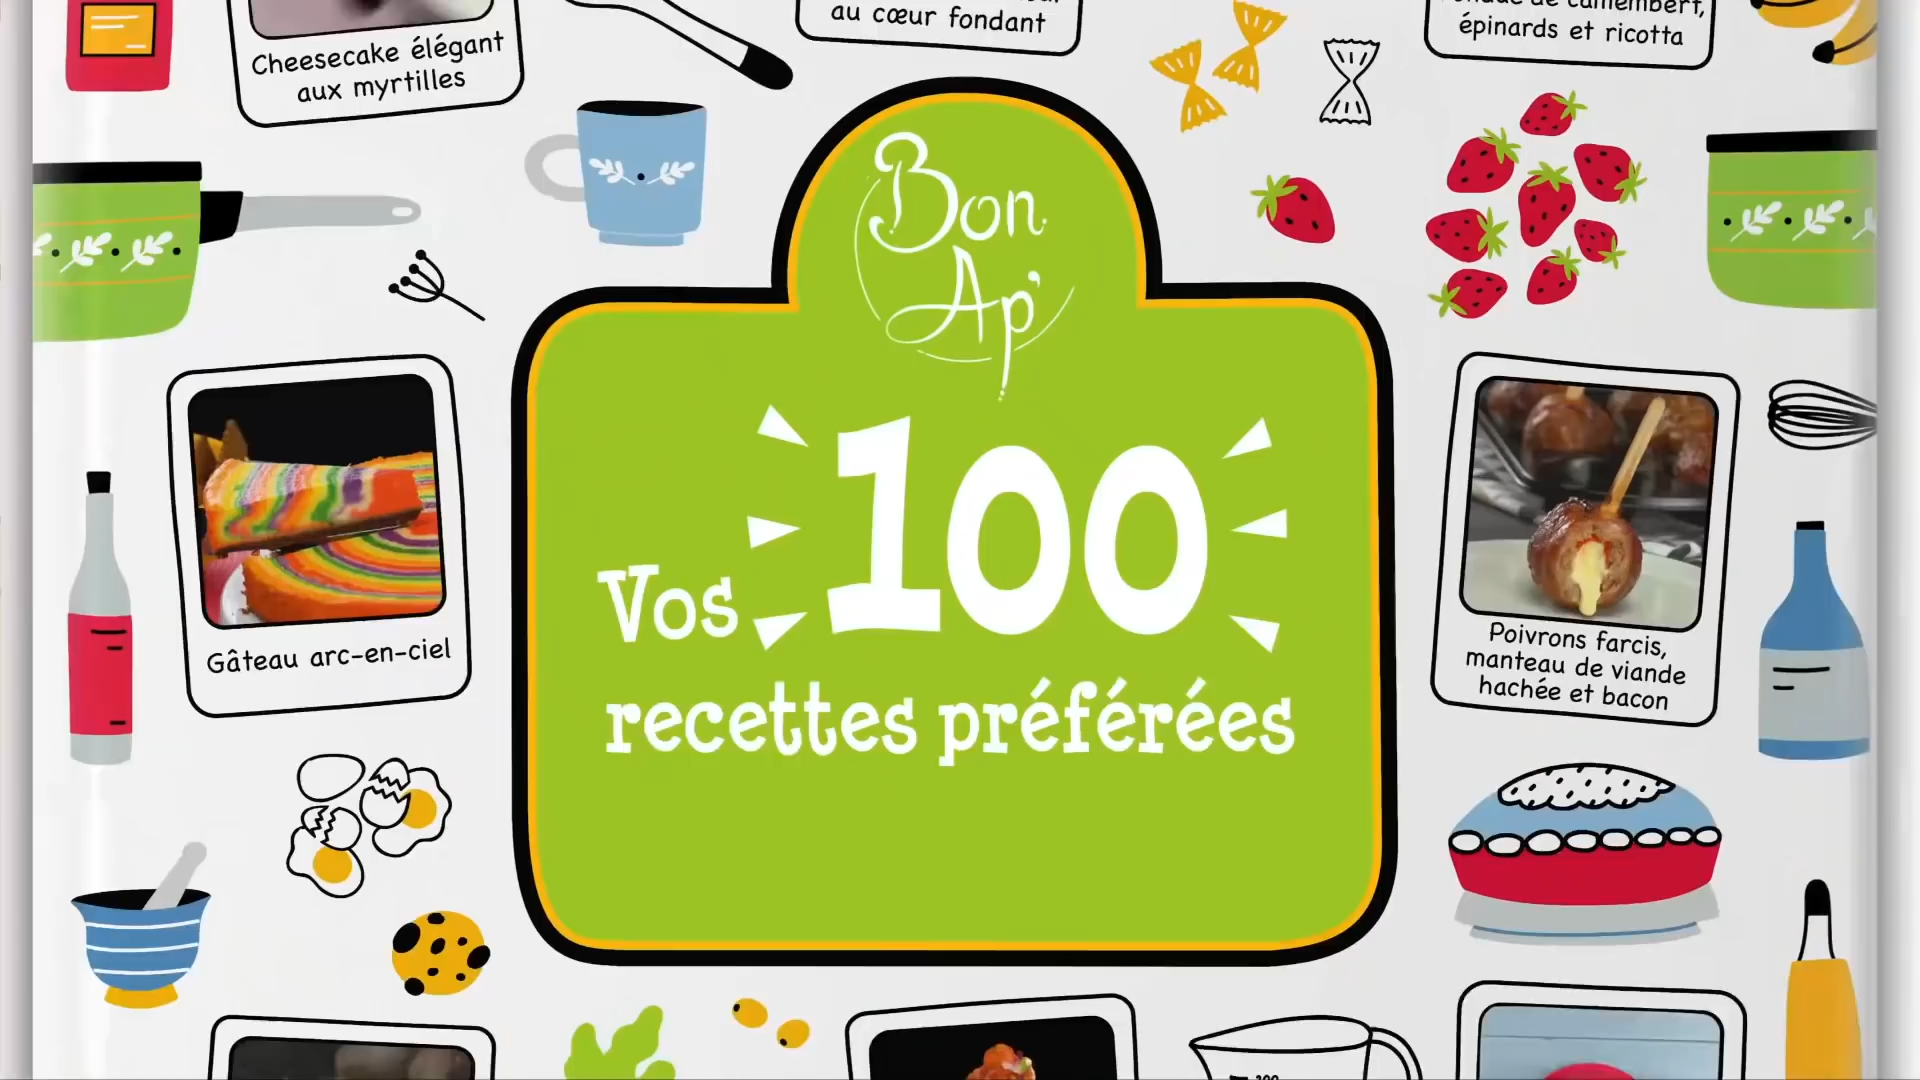 Cheesecake élégant
aux myrtilles
au cœur fondant
camembert,
épinards et ricotta
Bon
Ap'
Vos 100
recettes préférées
Gâteau arc-en-ciel
Poivrons farcis,
manteau de viande
hachée et bacon